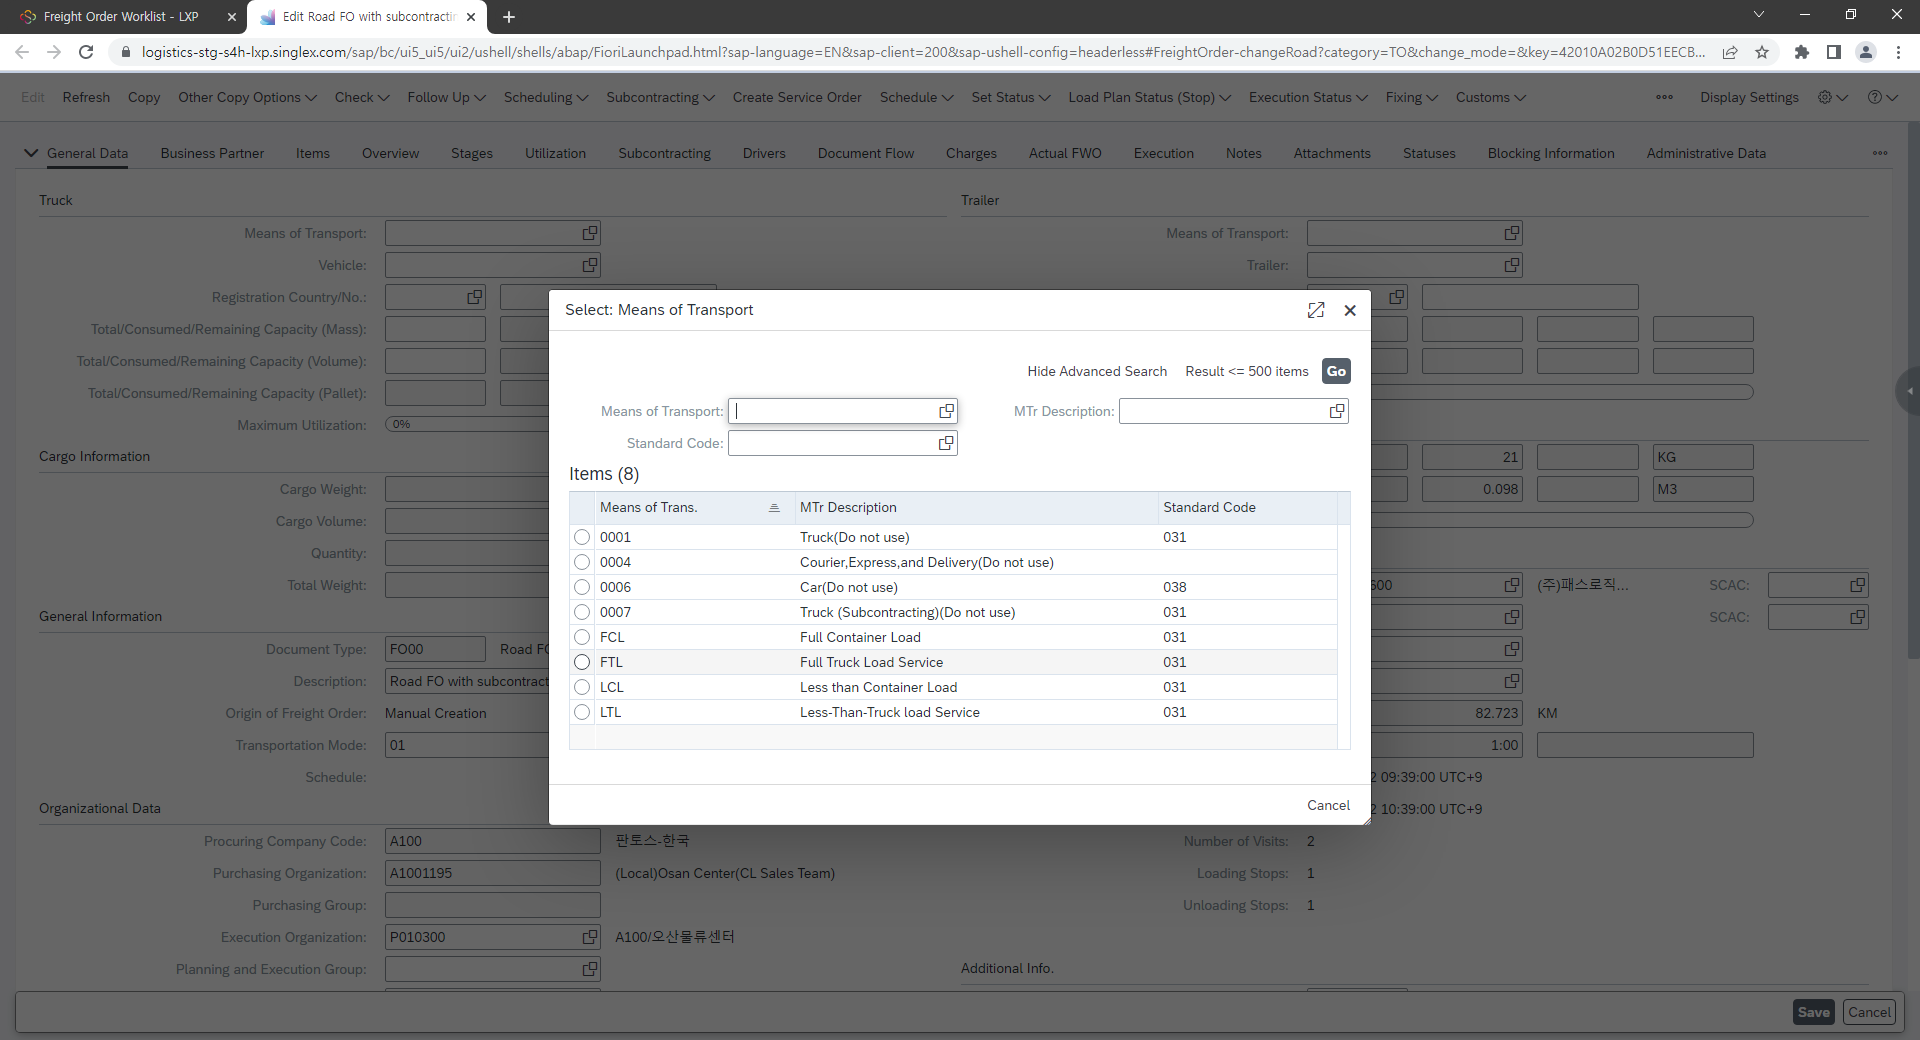 Freight Order Worklist - LXP
Edit Road FO with subcontractin
logistics-stg-s4h-lxp.singlex.com/sap/bc/ui5_ui5/ui2/ushell/shells/abap/FioriLaunchpad.html?sap-language=EN&sap-client=200&sap-ushell-config=headerless#FreightOrder-changeRoad?category=TO&change_mode=&key=42010A02B0D51EECB...
Edit Refresh Copy Other Copy Options Check Follow Up Scheduling Subcontracting Create Service Order Schedule Set Status Load Plan Status (Stop) Execution Status Fixing Customs Display Settings
General Data Business Partner Items Overview Stages Utilization Subcontracting Drivers Document Flow Charges Actual FWO Execution Notes Attachments Statuses Blocking Information Administrative Data
Truck Trailer
Means of Transport: Means of Transport:
Vehicle: Trailer:
Registration Country/No.:
Total/Consumed/Remaining Capacity (Mass):
Total/Consumed/Remaining Capacity (Volume):
Total/Consumed/Remaining Capacity (Pallet):
Maximum Utilization: 0%
Cargo Information
21 KG
Cargo Weight: 0.098 M3
Cargo Volume:
Quantity:
Total Weight: 600 (주)패스로직... SCAC:
General Information SCAC:
Document Type: FO00 Road FO
Description: Road FO with subcontract
Origin of Freight Order: Manual Creation 82.723 KM
Transportation Mode: 01 1:00
Schedule: 2 09:39:00 UTC+9
Organizational Data 2 10:39:00 UTC+9
Procuring Company Code: A100 판토스-한국 Number of Visits: 2
Purchasing Organization: A1001195 (Local)Osan Center(CL Sales Team) Loading Stops: 1
Purchasing Group: Unloading Stops: 1
Execution Organization: P010300 A100/오산물류센터
Planning and Execution Group: Additional Info.
Save Cancel
Select: Means of Transport
Hide Advanced Search Result <= 500 items Go
Means of Transport: MTr Description:
Standard Code:
Items (8)
Means of Trans. MTr Description Standard Code
0001 Truck(Do not use) 031
0004 Courier,Express,and Delivery(Do not use)
0006 Car(Do not use) 038
0007 Truck (Subcontracting)(Do not use) 031
FCL Full Container Load 031
FTL Full Truck Load Service 031
LCL Less than Container Load 031
LTL Less-Than-Truck load Service 031
Cancel